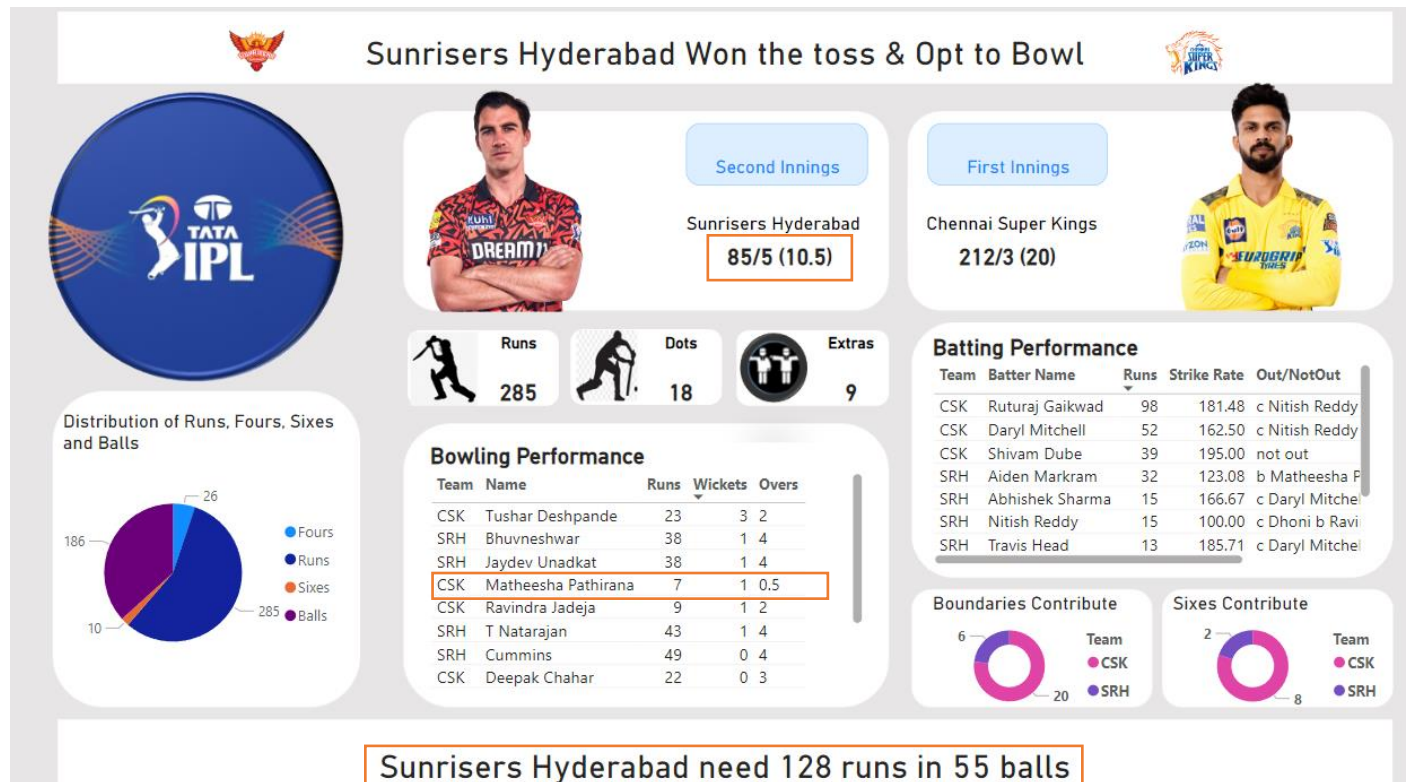 Sunrisers Hyderabad Won the toss & Opt to Bowl
CHENNAI
SUPER
KINGS
TATA
IPL
KUHL
DREAM11
Second Innings
Sunrisers Hyderabad
85/5 (10.5)
First Innings
Chennai Super Kings
212/3 (20)
Gulf
EUROGRIP
TYRES
Runs
285
Dots
18
Extras
9
Distribution of Runs, Fours, Sixes
and Balls
26
186
285
10
Fours
Runs
Sixes
Balls
Bowling Performance
Team Name Runs Wickets Overs
CSK Tushar Deshpande 23 3 2
SRH Bhuvneshwar 38 1 4
SRH Jaydev Unadkat 38 1 4
CSK Matheesha Pathirana 7 1 0.5
CSK Ravindra Jadeja 9 1 2
SRH T Natarajan 43 1 4
SRH Cummins 49 0 4
CSK Deepak Chahar 22 0 3
Batting Performance
Team Batter Name Runs Strike Rate Out/NotOut
CSK Ruturaj Gaikwad 98 181.48 c Nitish Reddy
CSK Daryl Mitchell 52 162.50 c Nitish Reddy
CSK Shivam Dube 39 195.00 not out
SRH Aiden Markram 32 123.08 b Matheesha P
SRH Abhishek Sharma 15 166.67 c Daryl Mitchel
SRH Nitish Reddy 15 100.00 c Dhoni b Ravi
SRH Travis Head 13 185.71 c Daryl Mitchel
Boundaries Contribute
6
20
Team
CSK
SRH
Sixes Contribute
2
8
Team
CSK
SRH
Sunrisers Hyderabad need 128 runs in 55 balls